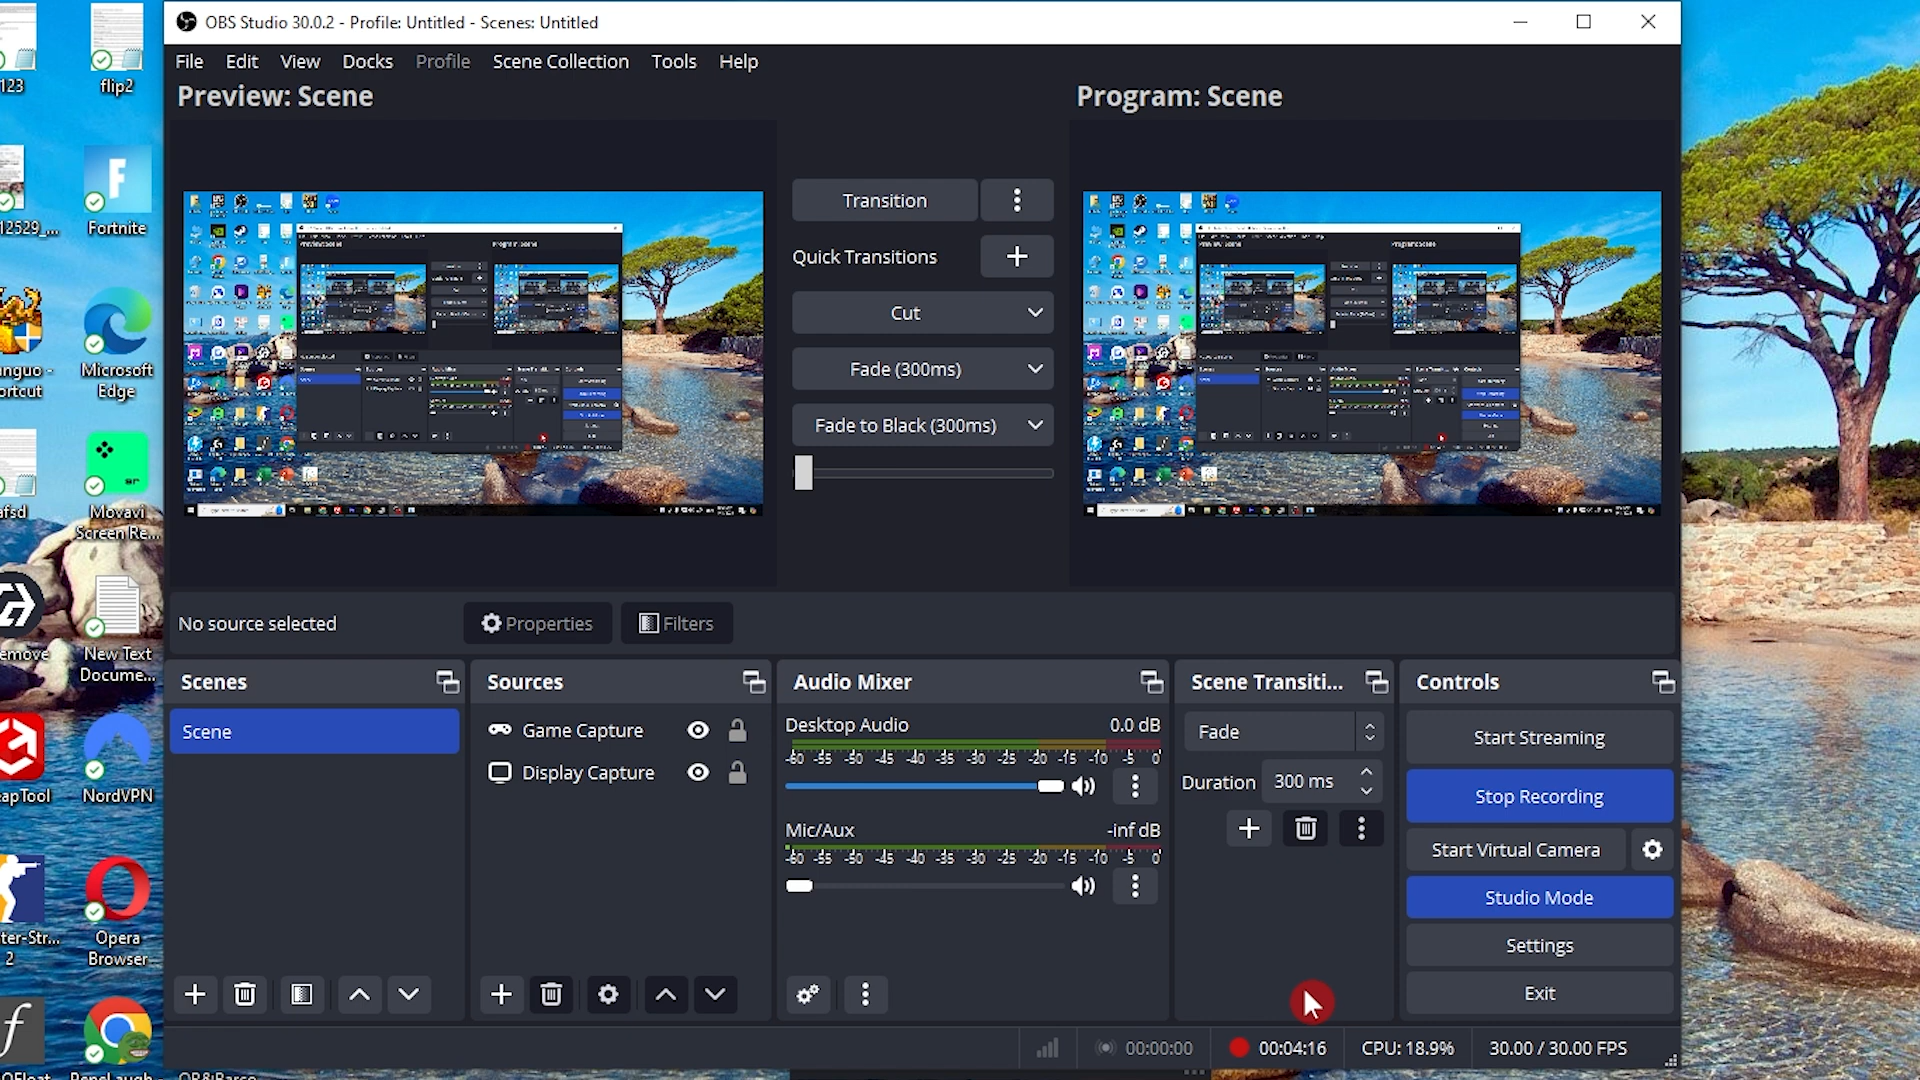 OBS Studio 30.0.2 - Profile: Untitled - Scenes: Untitled
File Edit View Docks Profile Scene Collection Tools Help
Preview: Scene
Program: Scene
Transition
Quick Transitions
Cut
Fade (300ms)
Fade to Black (300ms)
No source selected
Properties
Filters
Scenes
Scene
Sources
Game Capture
Display Capture
Audio Mixer
Desktop Audio 0.0 dB
-60 -55 -50 -45 -40 -35 -30 -25 -20 -15 -10 -5 0
Mic/Aux -inf dB
-60 -55 -50 -45 -40 -35 -30 -25 -20 -15 -10 -5 0
Scene Transiti...
Fade
Duration 300 ms
Controls
Start Streaming
Stop Recording
Start Virtual Camera
Studio Mode
Settings
Exit
00:00:00
00:04:16
CPU: 18.9%
30.00 / 30.00 FPS
123
flip2
12529_...
Fortnite
Microsoft
Edge
Movavi
Screen Re...
New Text
Docume...
NordVPN
Opera
Browser
2